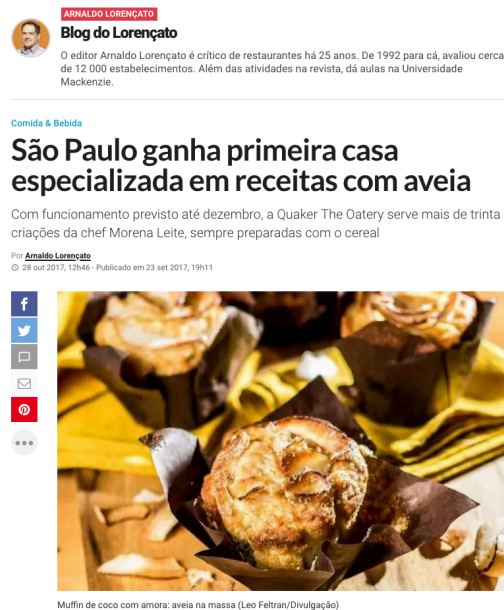 ARNALDO LORENÇATO
Blog do Lorençato
O editor Arnaldo Lorençato é crítico de restaurantes há 25 anos. De 1992 para cá, avaliou cerca
de 12 000 estabelecimentos. Além das atividades na revista, dá aulas na Universidade
Mackenzie.
Comida & Bebida
São Paulo ganha primeira casa
especializada em receitas com aveia
Com funcionamento previsto até dezembro, a Quaker The Oatery serve mais de trinta
criações da chef Morena Leite, sempre preparadas com o cereal
Por Arnaldo Lorençato
28 out 2017, 12h46 - Publicado em 23 set 2017, 19h11
Muffin de coco com amora: aveia na massa (Leo Feltran/Divulgação)